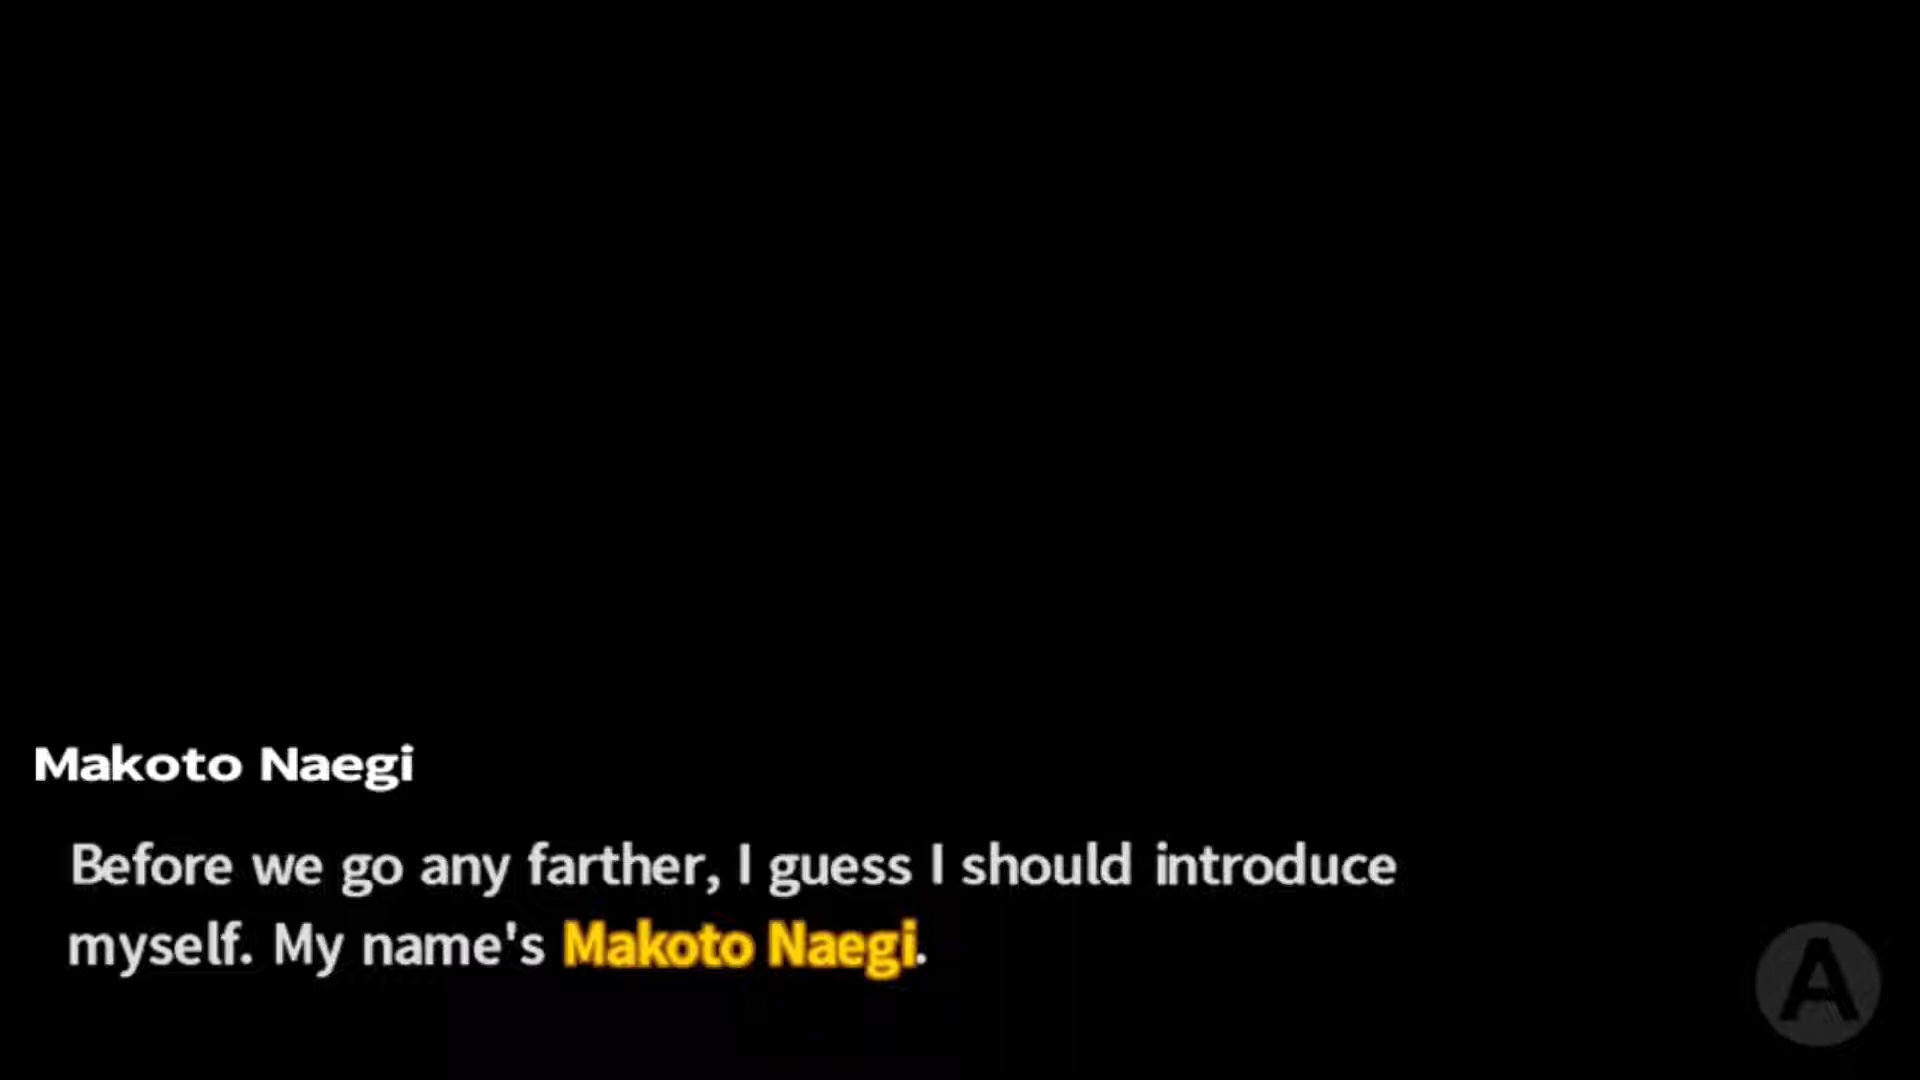 Makoto Naegi
Before we go any farther, I guess I should introduce
myself. My name's Makoto Naegi.
A